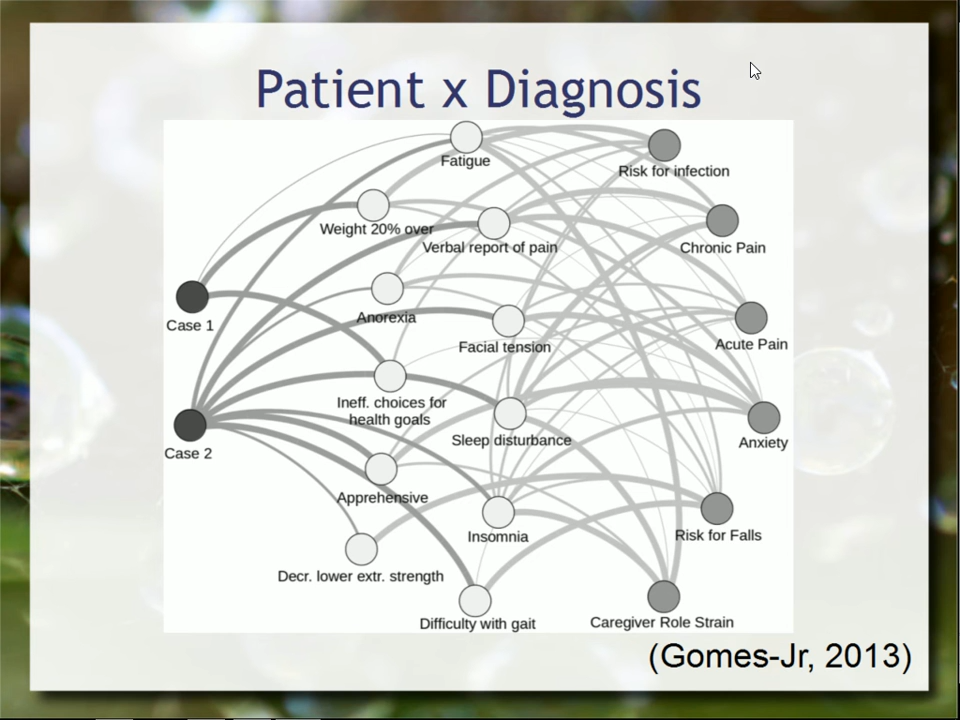 Patient x Diagnosis
Fatigue
Risk for infection
Weight 20% over
Verbal report of pain
Chronic Pain
Case 1
Anorexia
Facial tension
Acute Pain
Ineff. choices for
health goals
Sleep disturbance
Anxiety
Case 2
Apprehensive
Insomnia
Risk for Falls
Decr. lower extr. strength
Difficulty with gait
Caregiver Role Strain
(Gomes-Jr, 2013)